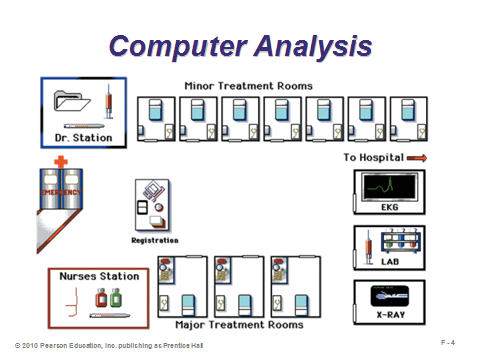 Computer Analysis
Minor Treatment Rooms
Dr. Station
To Hospital
EMERGENCY
EKG
Registration
LAB
Nurses Station
X-RAY
Major Treatment Rooms
© 2010 Pearson Education, Inc. publishing as Prentice Hall
F - 4